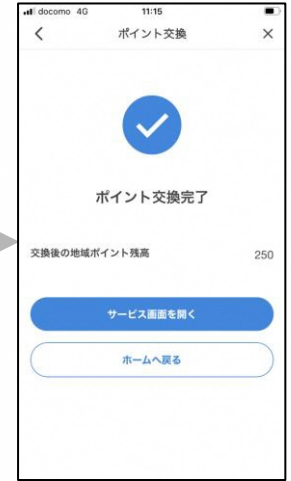 docomo 4G 11:15
ポイント交換
ポイント交換完了
交換後の地域ポイント残高 250
サービス画面を開く
ホームへ戻る